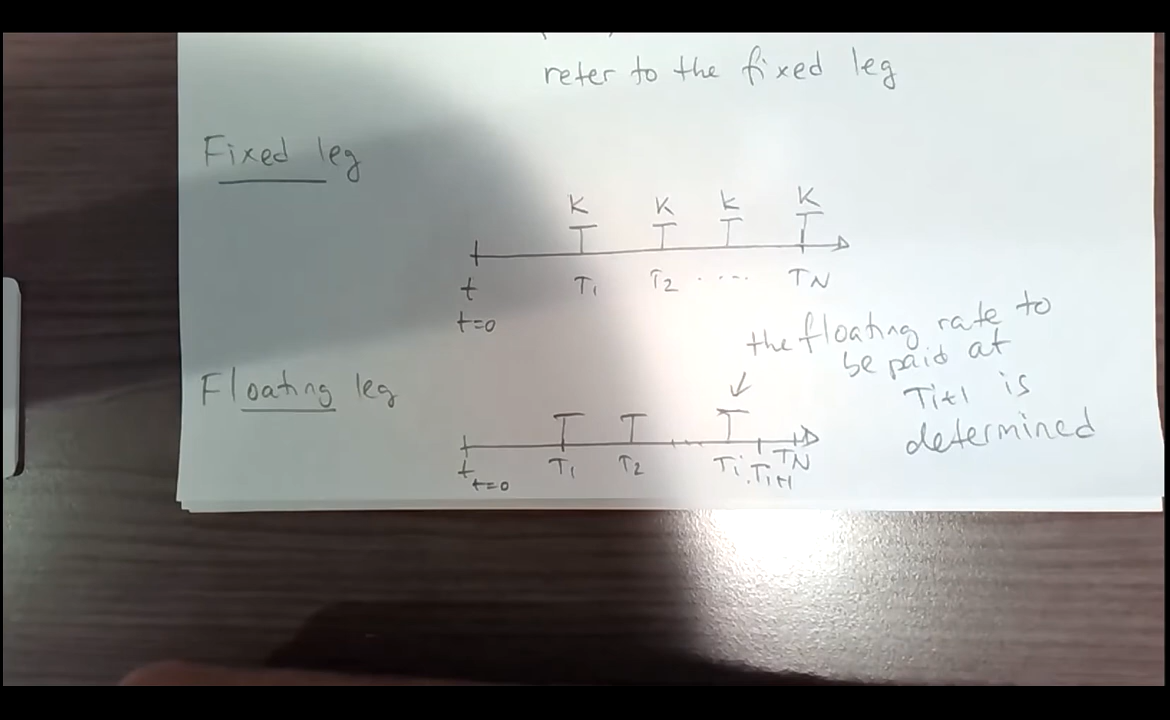 refer to the fixed leg
Fixed leg
K K K K
t T1 T2 .... TN
t=0
the floating rate to
be paid at
Ti+1 is
determined
Floating leg
t T1 T2 Ti Ti+1 TN
t=0